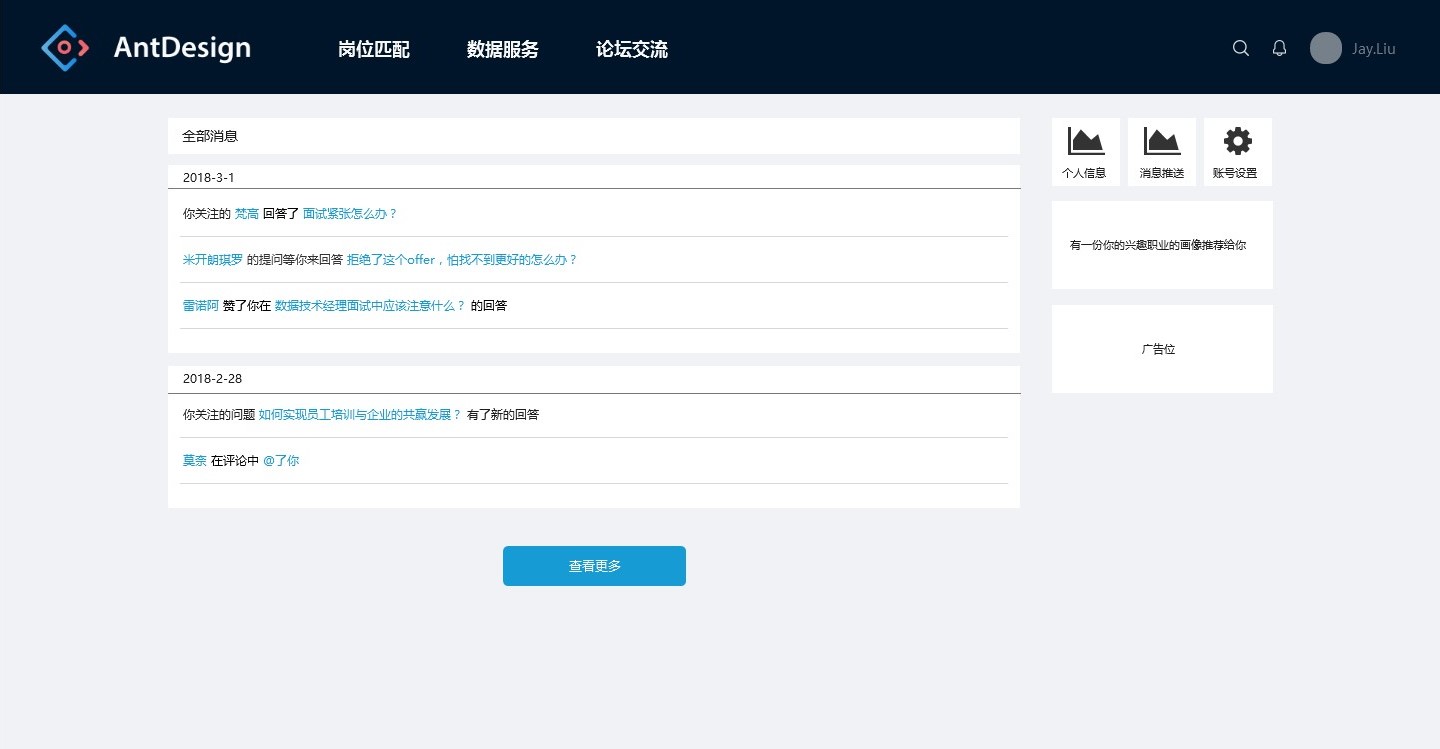 AntDesign 岗位匹配 数据服务 论坛交流 Jay.Liu
全部消息
2018-3-1
你关注的 梵高 回答了 面试紧张怎么办？
米开朗琪罗 的提问等你来回答 拒绝了这个offer，怕找不到更好的怎么办？
雷诺阿 赞了你在 数据技术经理面试中应该注意什么？ 的回答
2018-2-28
你关注的问题 如何实现员工培训与企业的共赢发展？ 有了新的回答
莫奈 在评论中 @了你
查看更多
个人信息 消息推送 账号设置
有一份你的兴趣职业的画像推荐给你
广告位